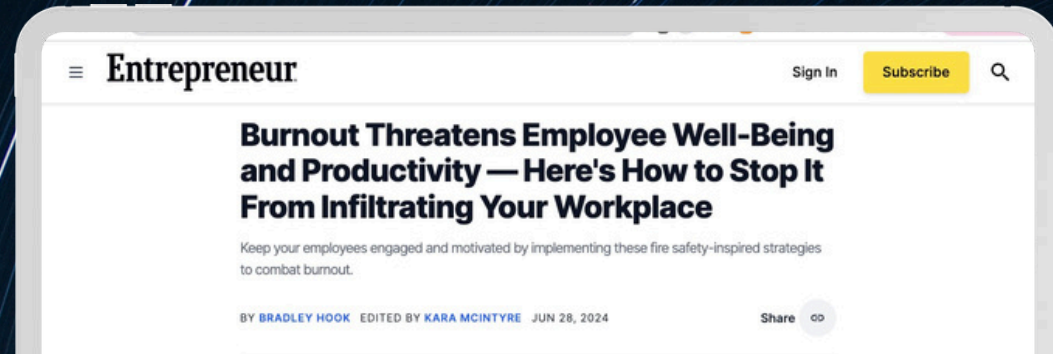 Entrepreneur
Sign In
Subscribe
Burnout Threatens Employee Well-Being
and Productivity — Here's How to Stop It
From Infiltrating Your Workplace
Keep your employees engaged and motivated by implementing these fire safety-inspired strategies
to combat burnout.
BY BRADLEY HOOK EDITED BY KARA MCINTYRE JUN 28, 2024
Share